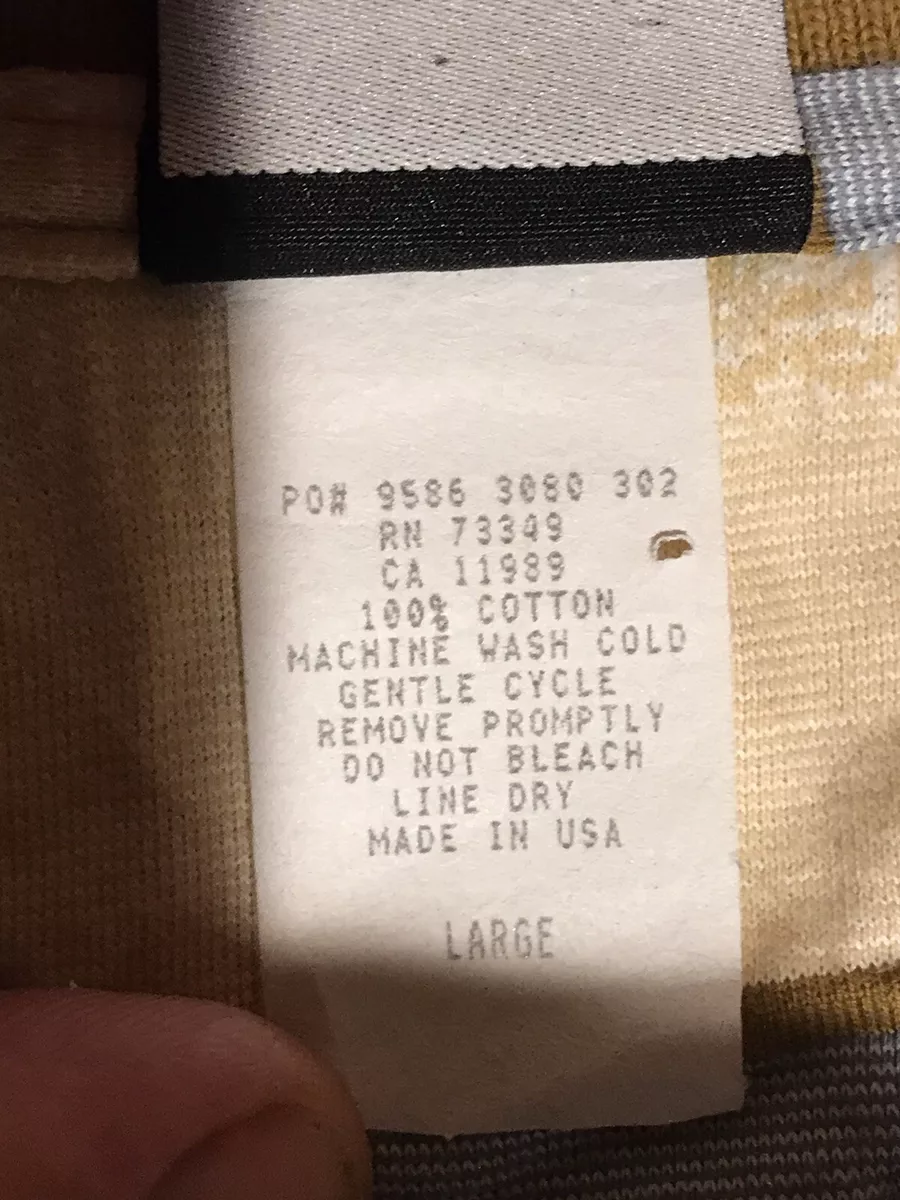 PO# 9586 3080 302
RN 73349
CA 11989
100% COTTON
MACHINE WASH COLD
GENTLE CYCLE
REMOVE PROMPTLY
DO NOT BLEACH
LINE DRY
MADE IN USA
LARGE